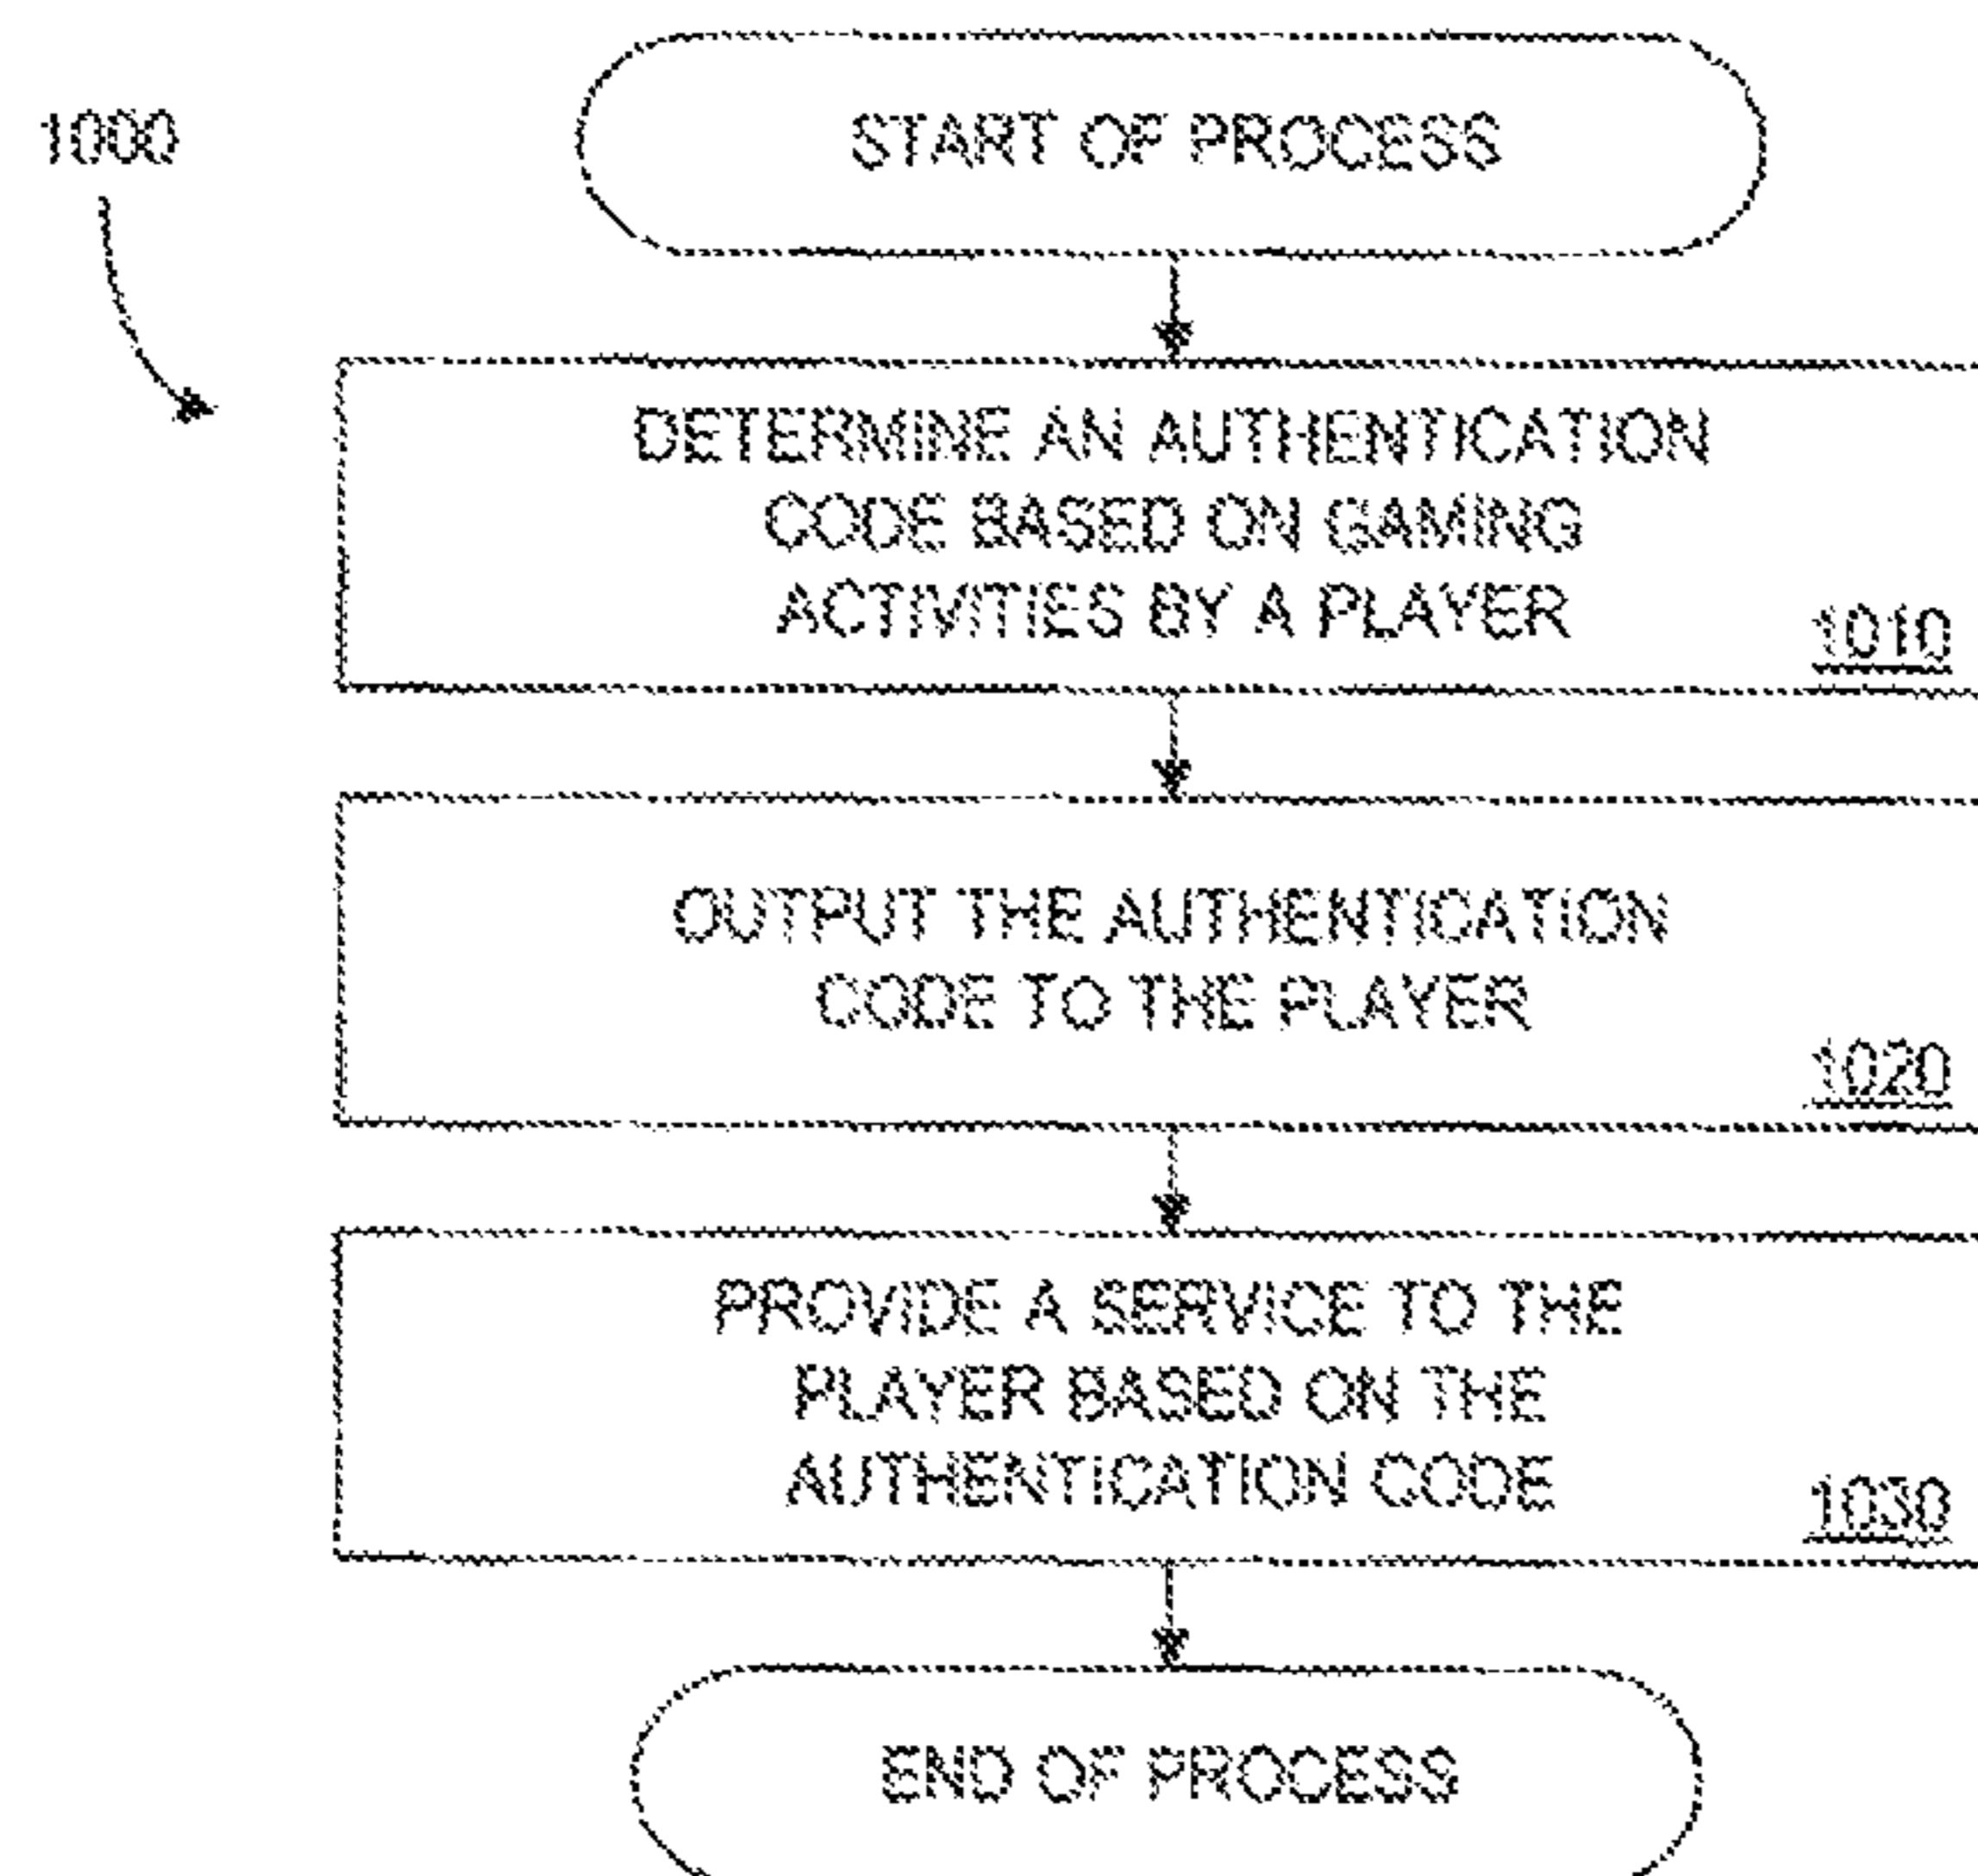 1000
START OF PROCESS
DETERMINE AN AUTHENTICATION
CODE BASED ON GAMING
ACTIVITIES BY A PLAYER
1010
OUTPUT THE AUTHENTICATION
CODE TO THE PLAYER
1020
PROVIDE A SERVICE TO THE
PLAYER BASED ON THE
AUTHENTICATION CODE
1030
END OF PROCESS